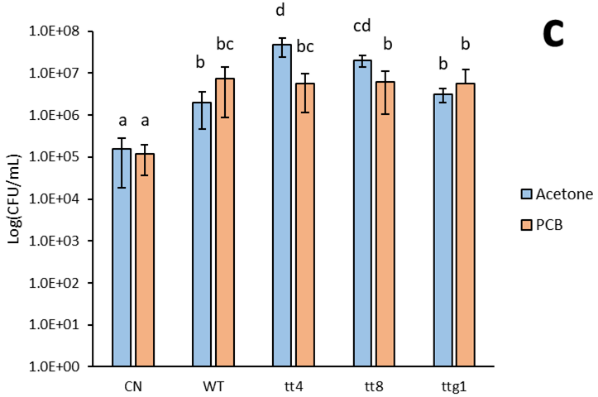 C
1.0E+08
1.0E+07
1.0E+06
1.0E+05
1.0E+04
1.0E+03
1.0E+02
1.0E+01
1.0E+00
Log(CFU/mL)
a a b bc d bc cd b b b
CN WT tt4 tt8 ttg1
Acetone
PCB